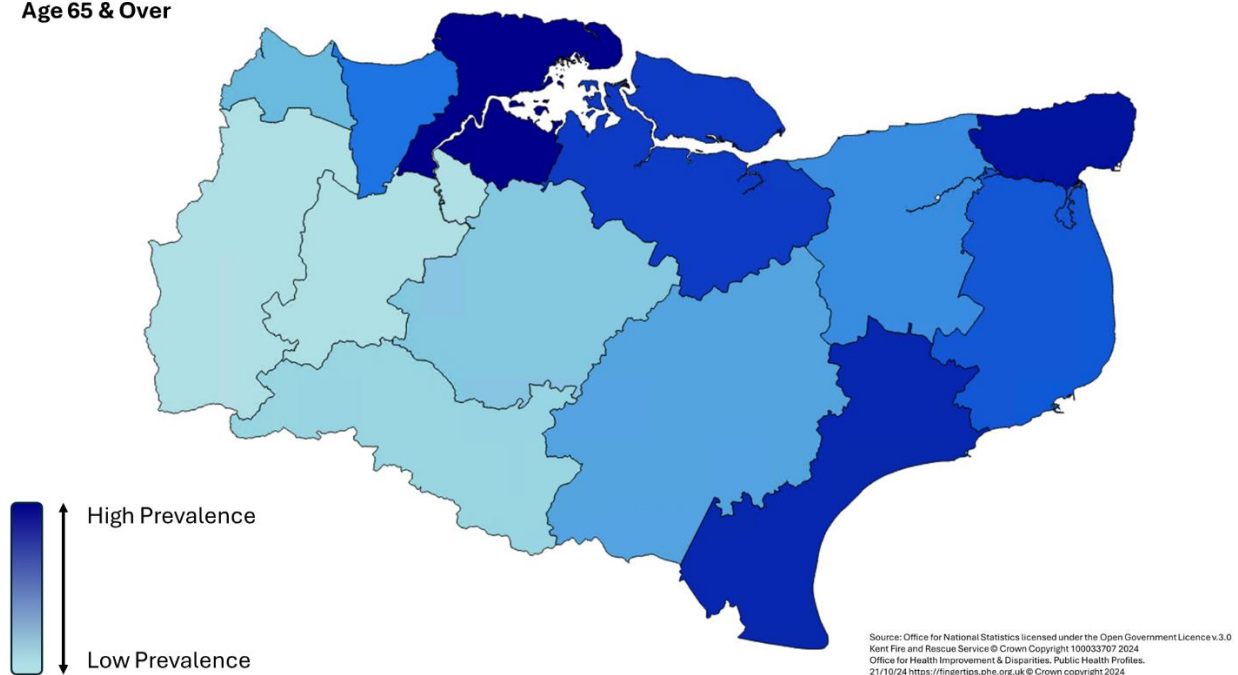 Age 65 & Over
High Prevalence
Low Prevalence
Source: Office for National Statistics licensed under the Open Government Licence v.3.0
Kent Fire and Rescue Service © Crown Copyright 100033707 2024
Office for Health Improvement & Disparities. Public Health Profiles.
21/10/24 https://fingertips.phe.org.uk © Crown copyright 2024